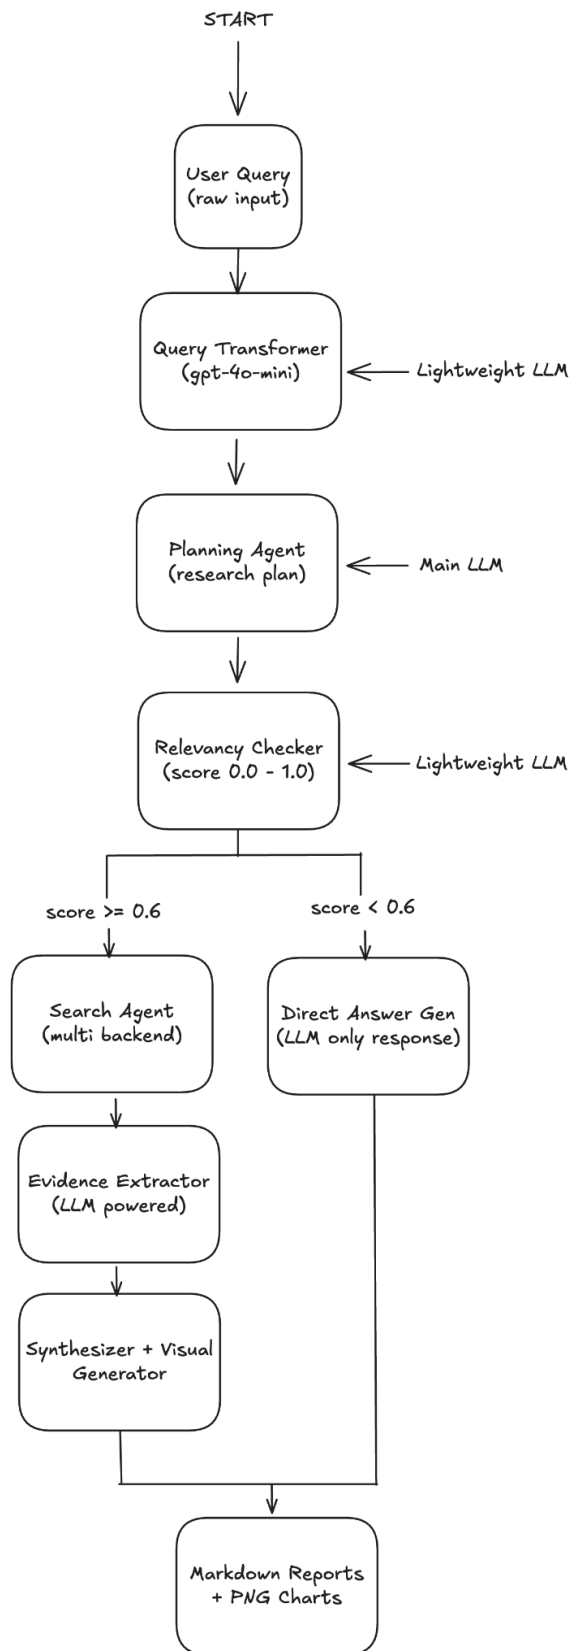 START
User Query
(raw input)
Query Transformer
(gpt-4o-mini)
Lightweight LLM
Planning Agent
(research plan)
Main LLM
Relevancy Checker
(score 0.0 - 1.0)
Lightweight LLM
score >= 0.6
score < 0.6
Search Agent
(multi backend)
Direct Answer Gen
(LLM only response)
Evidence Extractor
(LLM powered)
Synthesizer + Visual
Generator
Markdown Reports
+ PNG Charts